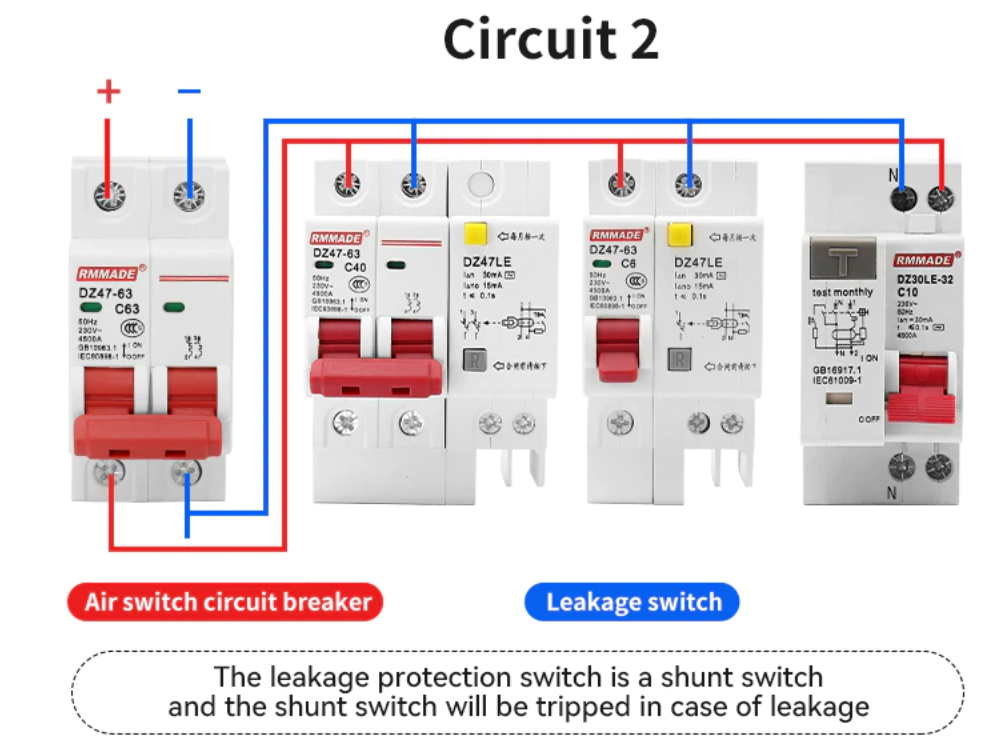 Circuit 2
+ −
RMMADE®
DZ47-63
C63
50Hz
230V~
4500A
GB10963.1
IEC60898-1
I ON
O OFF
RMMADE®
DZ47-63
C40
50Hz
230V~
4500A
GB10963.1
IEC60898-1
I ON
O OFF
每月按一次
DZ47LE
I△n 30mA
I△no 15mA
t ≤ 0.1s
R
合闸前请按下
RMMADE®
DZ47-63
C6
50Hz
230V~
4500A
GB10963.1
IEC60898-1
I ON
O OFF
每月按一次
DZ47LE
I△n 30mA
I△no 15mA
t ≤ 0.1s
R
合闸前请按下
N
T
test monthly
GB16917.1
IEC61009-1
RMMADE®
DZ30LE-32
C10
230V~
50Hz
I△n=30mA
t ≤0.1s
4500A
I ON
O OFF
N
Air switch circuit breaker
Leakage switch
The leakage protection switch is a shunt switch
and the shunt switch will be tripped in case of leakage